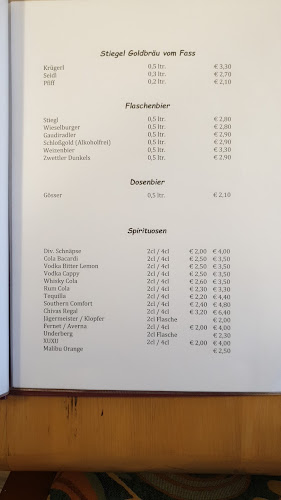 Stiegel Goldbräu vom Fass
Krügerl 0,5 ltr. € 3,30
Seidl 0,3 ltr. € 2,70
Pfiff 0,2 ltr. € 2,10
Flaschenbier
Stiegl 0,5 ltr. € 2,80
Wieselburger 0,5 ltr. € 2,80
Gauditradler 0,5 ltr. € 2,90
Schloßgold (Alkoholfrei) 0,5 ltr. € 2,90
Weizenbier 0,5 ltr. € 3,30
Zwettler Dunkels 0,5 ltr. € 2,90
Dosenbier
Gösser 0,5 ltr. € 2,10
Spirituosen
Div. Schnäpse 2cl / 4cl € 2,00 € 4,00
Cola Bacardi 2cl / 4cl € 2,50 € 3,50
Vodka Bitter Lemon 2cl / 4cl € 2,50 € 3,50
Vodka Cappy 2cl / 4cl € 2,50 € 3,50
Whisky Cola 2cl / 4cl € 2,60 € 3,50
Rum Cola 2cl / 4cl € 2,30 € 3,30
Tequilla 2cl / 4cl € 2,20 € 4,40
Southern Comfort 2cl / 4cl € 2,40 € 4,80
Chivas Regal 2cl / 4cl € 3,20 € 6,40
Jägermeister / Klopfer 2cl Flasche € 2,00
Fernet / Averna 2cl / 4cl € 2,00 € 4,00
Underberg 2cl Flasche € 2,30
XUXU 2cl / 4cl € 2,00 € 4,00
Malibu Orange € 2,50